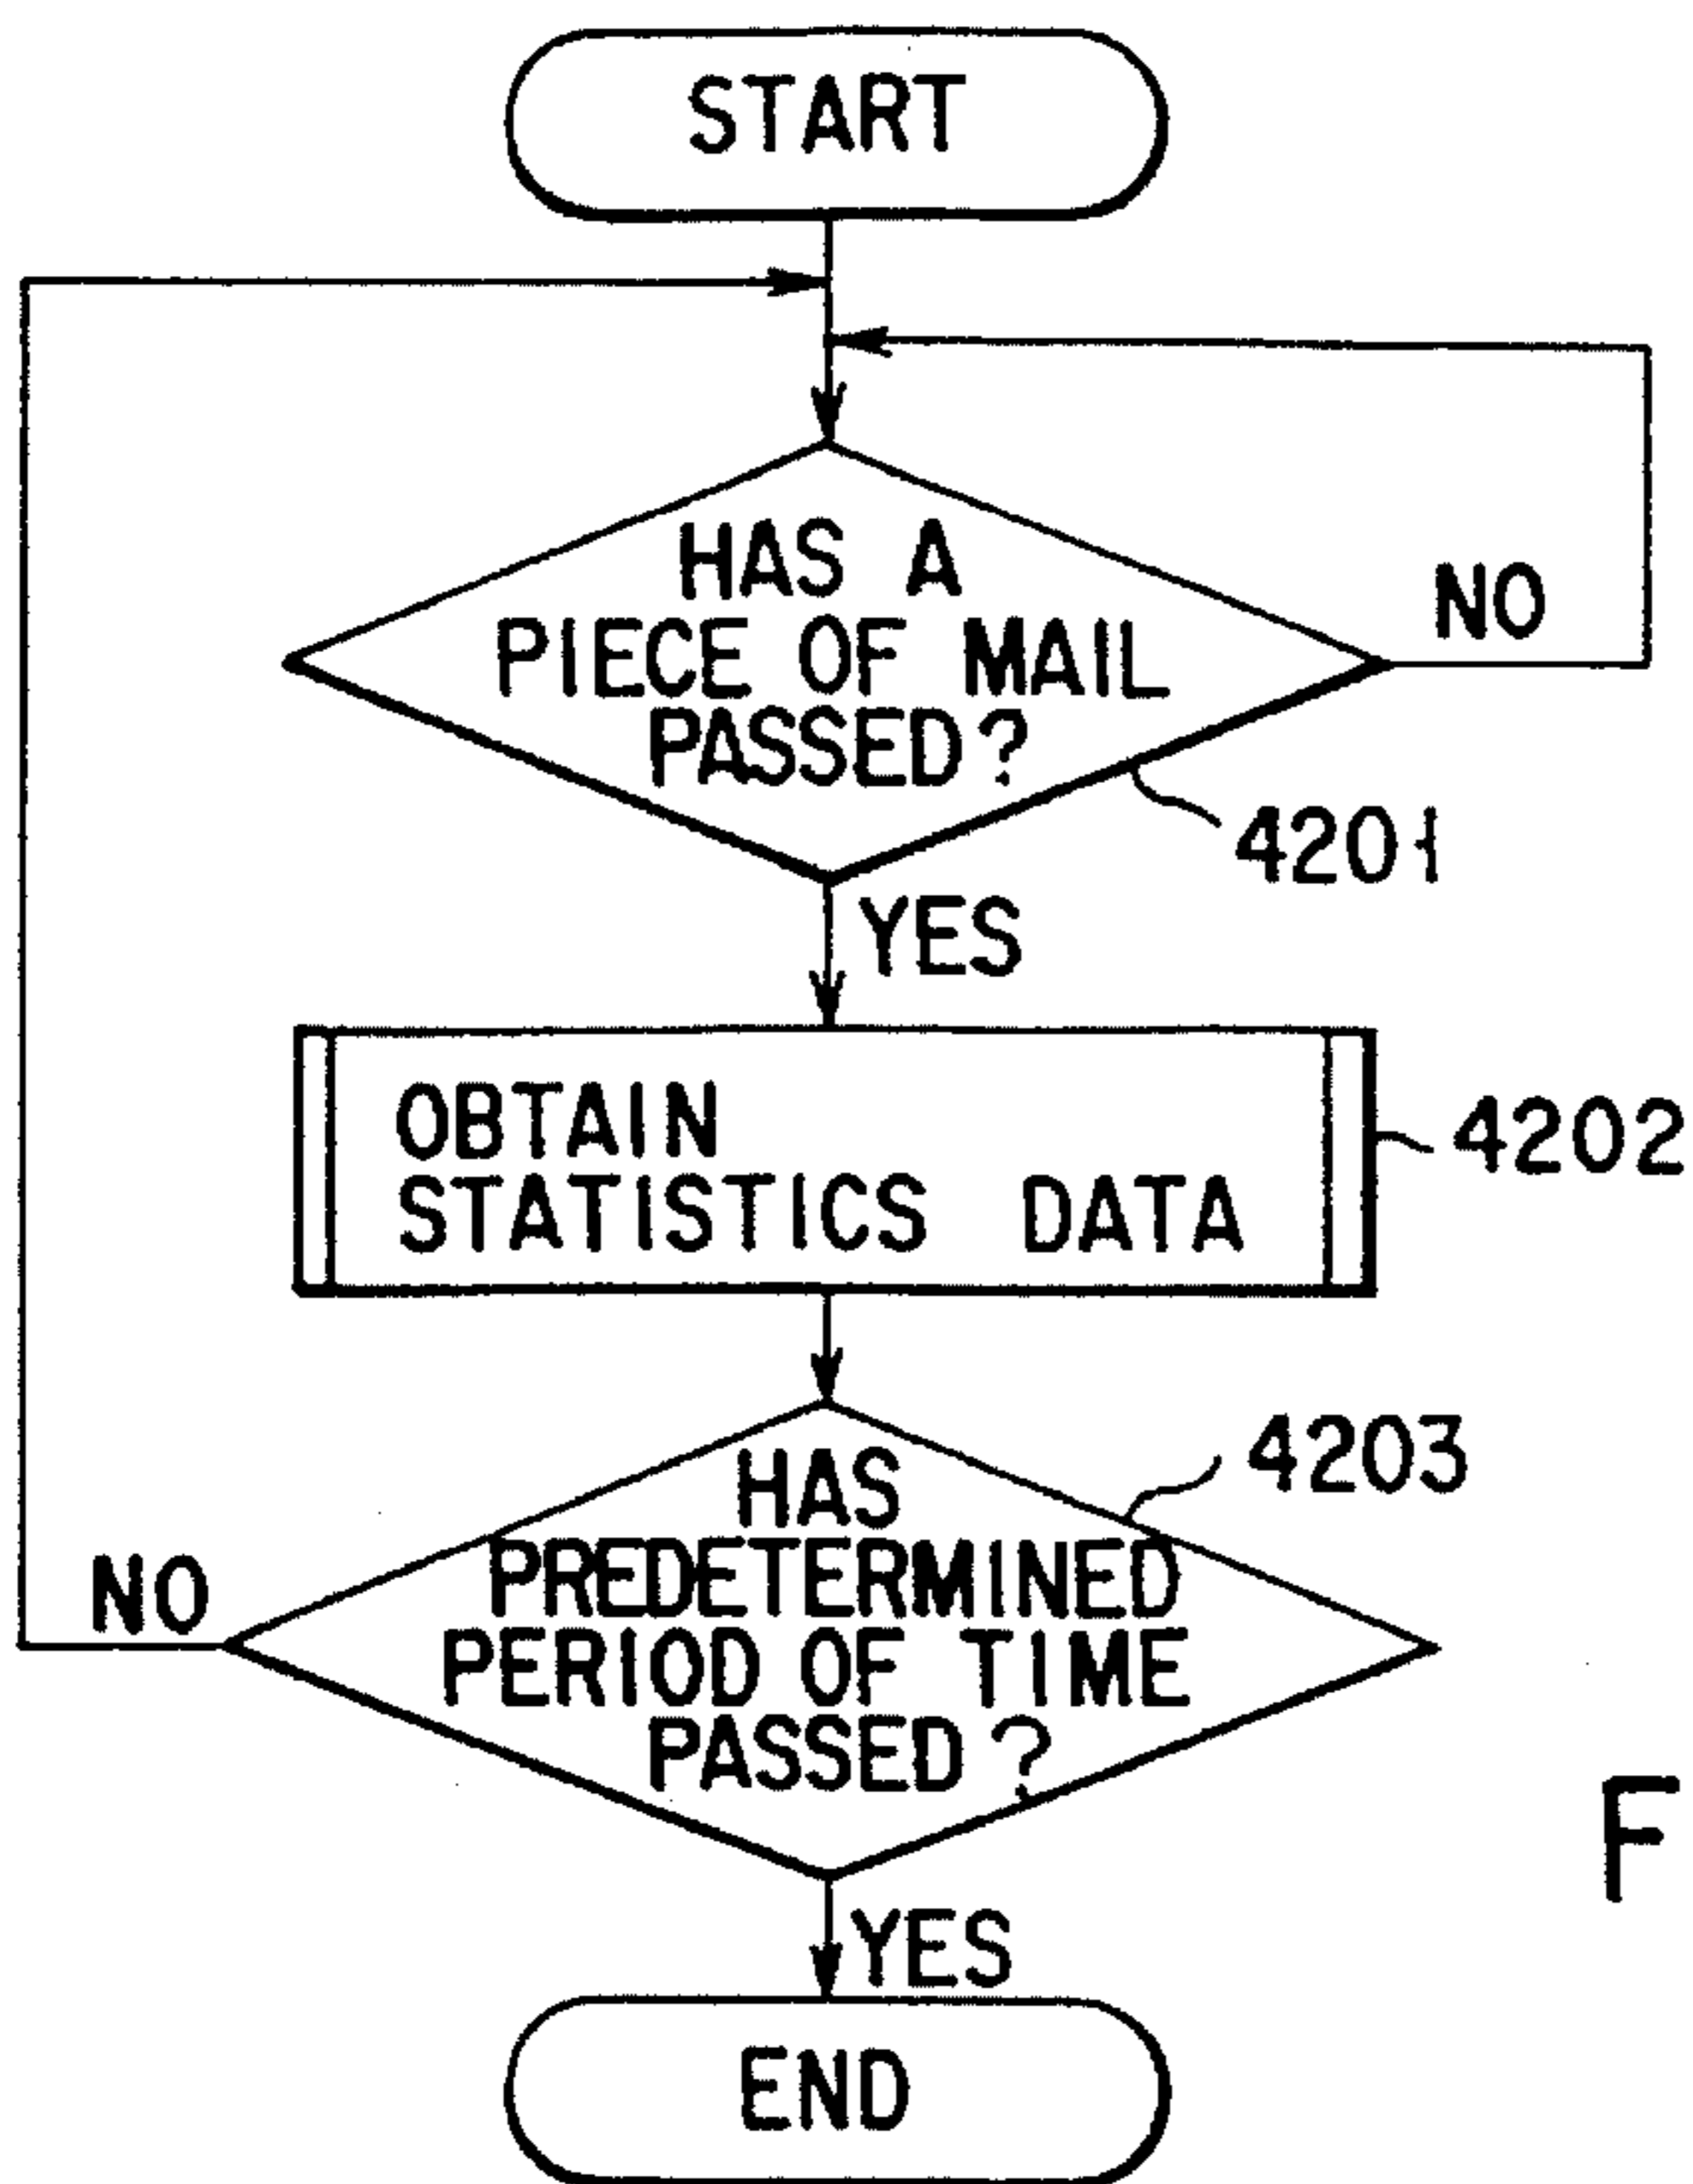 START
HAS A
PIECE OF MAIL
PASSED?
NO
4201
YES
OBTAIN
STATISTICS DATA
4202
HAS
PREDETERMINED
PERIOD OF TIME
PASSED?
4203
NO
YES
F
END